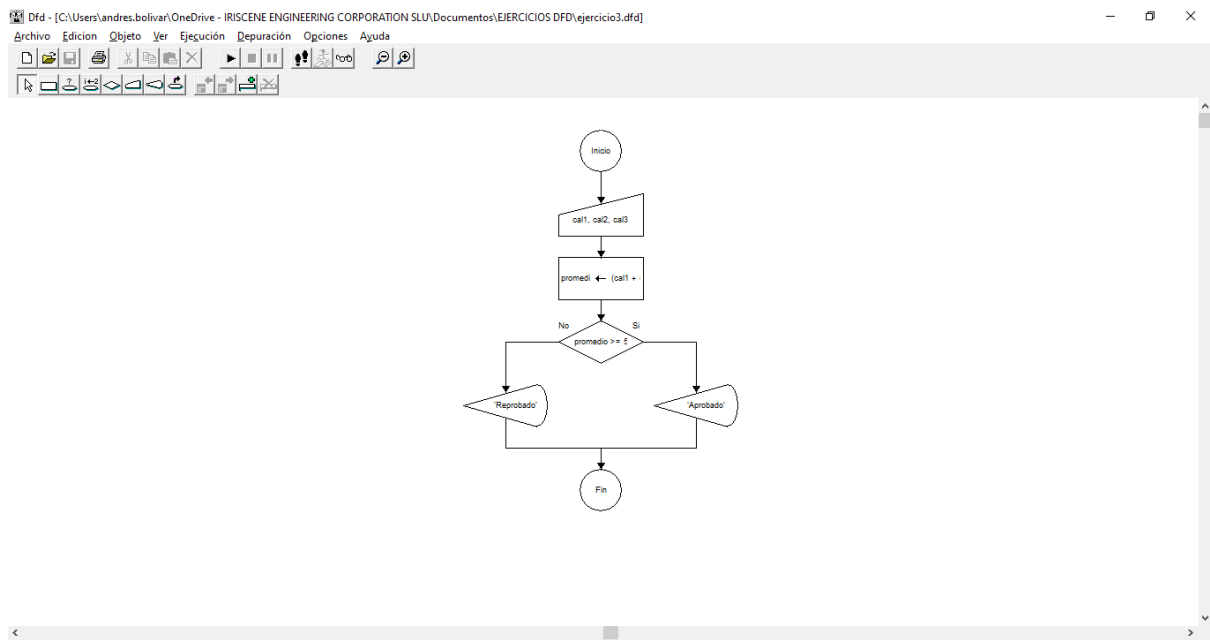 Dfd - [C:\Users\andres.bolivar\OneDrive - IRISCENE ENGINEERING CORPORATION SLU\Documentos\EJERCICIOS DFD\ejercicio3.dfd]
Archivo Edicion Objeto Ver Ejecución Depuración Opciones Ayuda
Inicio
cal1, cal2, cal3
promedi ← (cal1 +
No Si
promedio >=
'Reprobado' 'Aprobado'
Fin